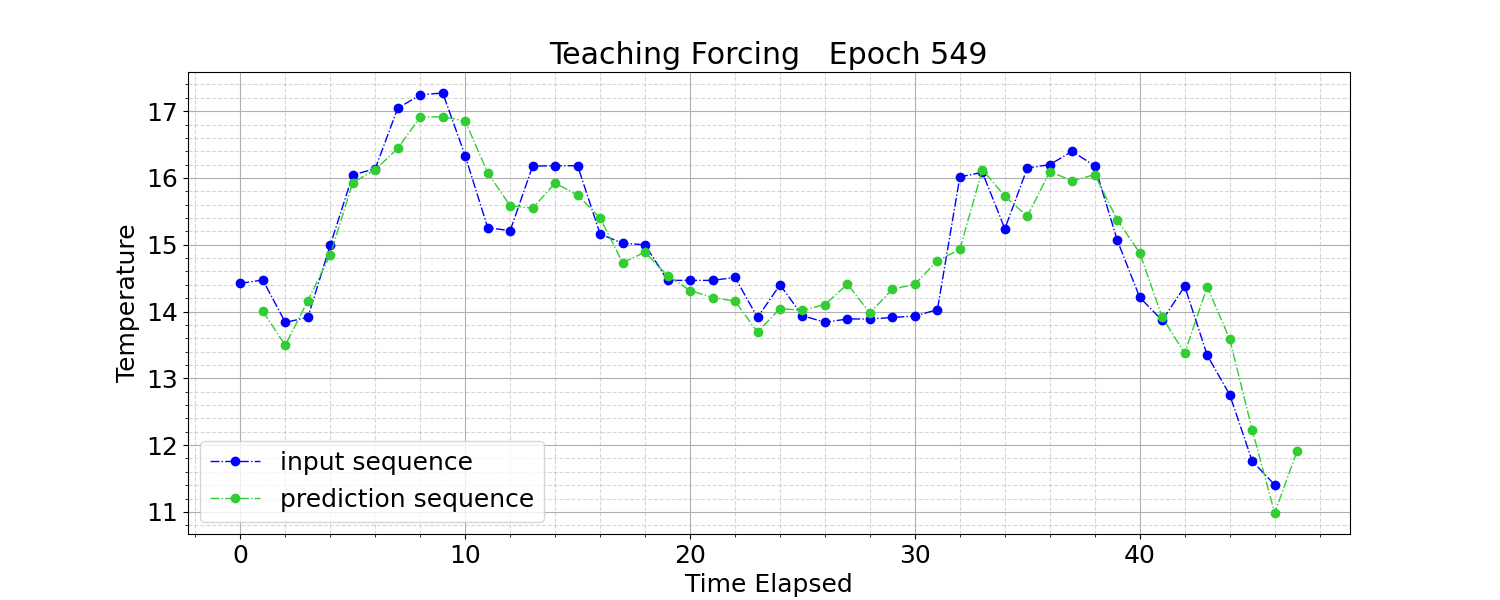 Teaching Forcing   Epoch 549
17
16
15
14
13
12
11
Temperature
input sequence
prediction sequence
0 10 20 30 40
Time Elapsed